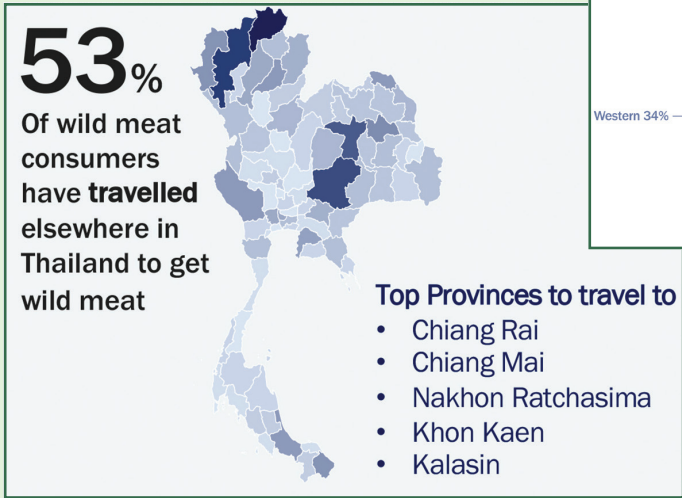 53%
Of wild meat
consumers
have travelled
elsewhere in
Thailand to get
wild meat
Western 34%
Top Provinces to travel to
• Chiang Rai
• Chiang Mai
• Nakhon Ratchasima
• Khon Kaen
• Kalasin